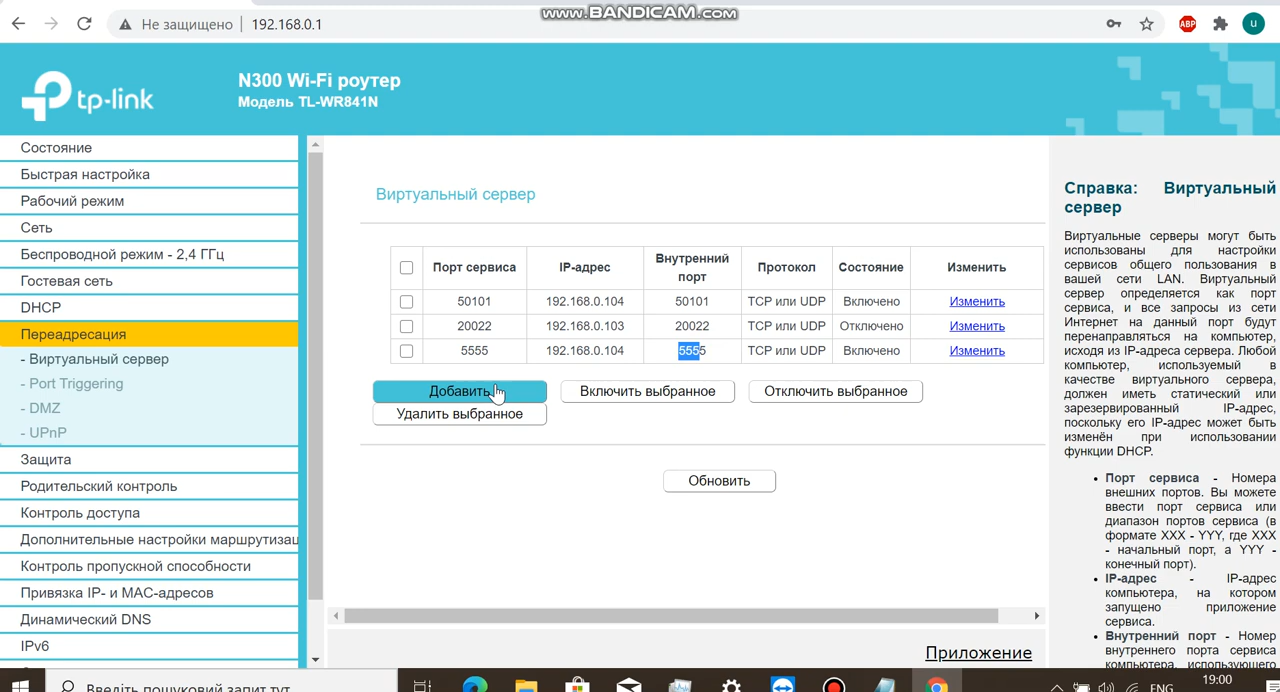 www.BANDICAM.com
Не защищено
192.168.0.1
ABP
u
tp-link
N300 Wi-Fi роутер
Модель TL-WR841N
Состояние
Быстрая настройка
Рабочий режим
Сеть
Беспроводной режим - 2,4 ГГц
Гостевая сеть
DHCP
Переадресация
- Виртуальный сервер
- Port Triggering
- DMZ
- UPnP
Защита
Родительский контроль
Контроль доступа
Дополнительные настройки маршрутизац
Контроль пропускной способности
Привязка IP- и MAC-адресов
Динамический DNS
IPv6
Виртуальный сервер
Порт сервиса IP-адрес Внутренний порт Протокол Состояние Изменить
50101 192.168.0.104 50101 TCP или UDP Включено Изменить
20022 192.168.0.103 20022 TCP или UDP Отключено Изменить
5555 192.168.0.104 5555 TCP или UDP Включено Изменить
Добавить Включить выбранное Отключить выбранное
Удалить выбранное
Обновить
Приложение
Справка: Виртуальный
сервер
Виртуальные серверы могут быть
использованы для настройки
сервисов общего пользования в
вашей сети LAN. Виртуальный
сервер определяется как порт
сервиса, и все запросы из сети
Интернет на данный порт будут
перенаправляться на компьютер,
исходя из IP-адреса сервера. Любой
компьютер, используемый в
качестве виртуального сервера,
должен иметь статический или
зарезервированный IP-адрес,
поскольку его IP-адрес может быть
изменён при использовании
функции DHCP.
• Порт сервиса - Номера
внешних портов. Вы можете
ввести порт сервиса или
диапазон портов сервиса (в
формате XXX - YYY, где XXX
- начальный порт, а YYY -
конечный порт).
• IP-адрес - IP-адрес
компьютера, на котором
запущено приложение
сервиса.
• Внутренний порт - Номер
внутреннего порта сервиса
компьютера, используемого
Введіть пошуковий запит тут
ENG
19:00